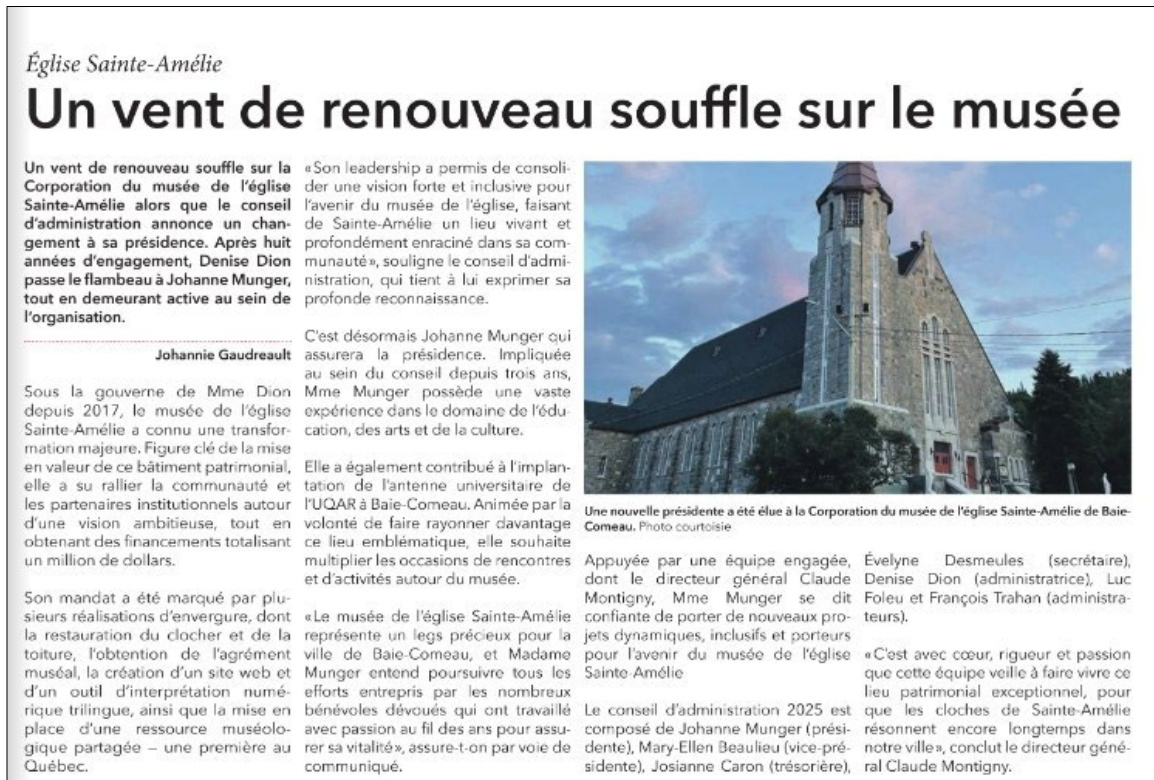 Église Sainte-Amélie
Un vent de renouveau souffle sur le musée
Un vent de renouveau souffle sur la
Corporation du musée de l'église
Sainte-Amélie alors que le conseil
d'administration annonce un chan-
gement à sa présidence. Après huit
années d'engagement, Denise Dion
passe le flambeau à Johanne Munger,
tout en demeurant active au sein de
l'organisation.
Johannie Gaudreault
Sous la gouverne de Mme Dion
depuis 2017, le musée de l'église
Sainte-Amélie a connu une transfor-
mation majeure. Figure clé de la mise
en valeur de ce bâtiment patrimonial,
elle a su rallier la communauté et
les partenaires institutionnels autour
d'une vision ambitieuse, tout en
obtenant des financements totalisant
un million de dollars.
Son mandat a été marqué par plu-
sieurs réalisations d'envergure, dont
la restauration du clocher et de la
toiture, l'obtention de l'agrément
muséal, la création d'un site web et
d'un outil d'interprétation numé-
rique trilingue, ainsi que la mise en
place d'une ressource muséolo-
gique partagée – une première au
Québec.
«Son leadership a permis de consoli-
der une vision forte et inclusive pour
l'avenir du musée de l'église, faisant
de Sainte-Amélie un lieu vivant et
profondément enraciné dans sa com-
munauté», souligne le conseil d'admi-
nistration, qui tient à lui exprimer sa
profonde reconnaissance.
C'est désormais Johanne Munger qui
assurera la présidence. Impliquée
au sein du conseil depuis trois ans,
Mme Munger possède une vaste
expérience dans le domaine de l'édu-
cation, des arts et de la culture.
Elle a également contribué à l'implan-
tation de l'antenne universitaire de
l'UQAR à Baie-Comeau. Animée par la
volonté de faire rayonner davantage
ce lieu emblématique, elle souhaite
multiplier les occasions de rencontres
et d'activités autour du musée.
«Le musée de l'église Sainte-Amélie
représente un legs précieux pour la
ville de Baie-Comeau, et Madame
Munger entend poursuivre tous les
efforts entrepris par les nombreux
bénévoles dévoués qui ont travaillé
avec passion au fil des ans pour assu-
rer sa vitalité», assure-t-on par voie de
communiqué.
Une nouvelle présidente a été élue à la Corporation du musée de l'église Sainte-Amélie de Baie-
Comeau. Photo courtoisie
Appuyée par une équipe engagée,
dont le directeur général Claude
Montigny, Mme Munger se dit
confiante de porter de nouveaux pro-
jets dynamiques, inclusifs et porteurs
pour l'avenir du musée de l'église
Sainte-Amélie
Le conseil d'administration 2025 est
composé de Johanne Munger (prési-
dente), Mary-Ellen Beaulieu (vice-pré-
sidente), Josianne Caron (trésorière),
Évelyne Desmeules (secrétaire),
Denise Dion (administratrice), Luc
Foleu et François Trahan (administra-
teurs).
«C'est avec cœur, rigueur et passion
que cette équipe veille à faire vivre ce
lieu patrimonial exceptionnel, pour
que les cloches de Sainte-Amélie
résonnent encore longtemps dans
notre ville», conclut le directeur géné-
ral Claude Montigny.